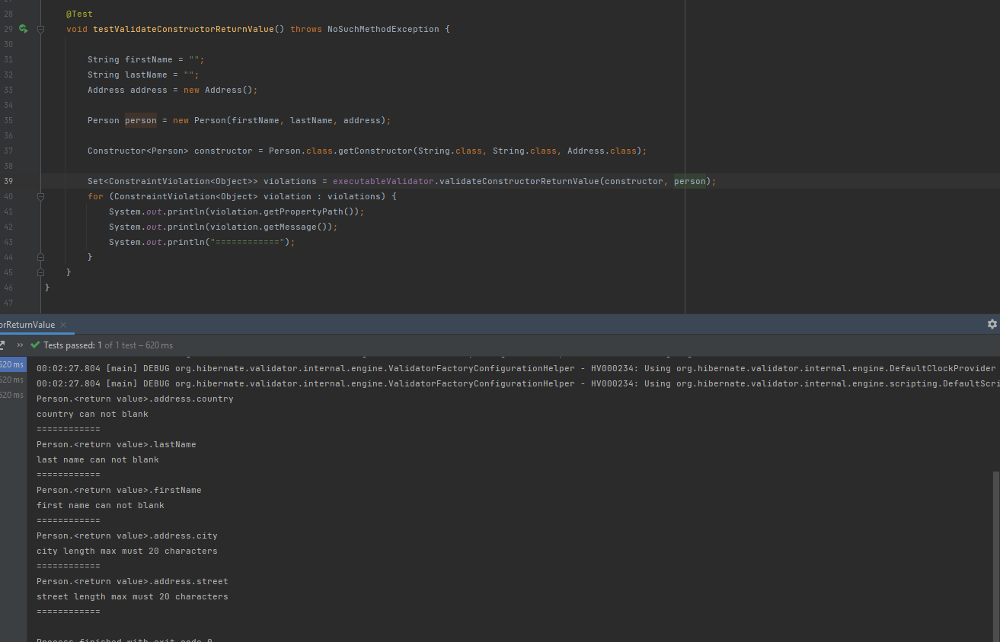 28 @Test
29 void testValidateConstructorReturnValue() throws NoSuchMethodException {
30
31 String firstName = "";
32 String lastName = "";
33 Address address = new Address();
34
35 Person person = new Person(firstName, lastName, address);
36
37 Constructor<Person> constructor = Person.class.getConstructor(String.class, String.class, Address.class);
38
39 Set<ConstraintViolation<Object>> violations = executableValidator.validateConstructorReturnValue(constructor, person);
40 for (ConstraintViolation<Object> violation : violations) {
41 System.out.println(violation.getPropertyPath());
42 System.out.println(violation.getMessage());
43 System.out.println("============");
44 }
45 }
46 }
47
orReturnValue ×
» Tests passed: 1 of 1 test – 620 ms
620 ms
620 ms
620 ms
00:02:27.804 [main] DEBUG org.hibernate.validator.internal.engine.ValidatorFactoryConfigurationHelper - HV000234: Using org.hibernate.validator.internal.engine.DefaultClockProvider
00:02:27.804 [main] DEBUG org.hibernate.validator.internal.engine.ValidatorFactoryConfigurationHelper - HV000234: Using org.hibernate.validator.internal.engine.scripting.DefaultScri
Person.<return value>.address.country
country can not blank
============
Person.<return value>.lastName
last name can not blank
============
Person.<return value>.firstName
first name can not blank
============
Person.<return value>.address.city
city length max must 20 characters
============
Person.<return value>.address.street
street length max must 20 characters
============
Process finished with exit code 0